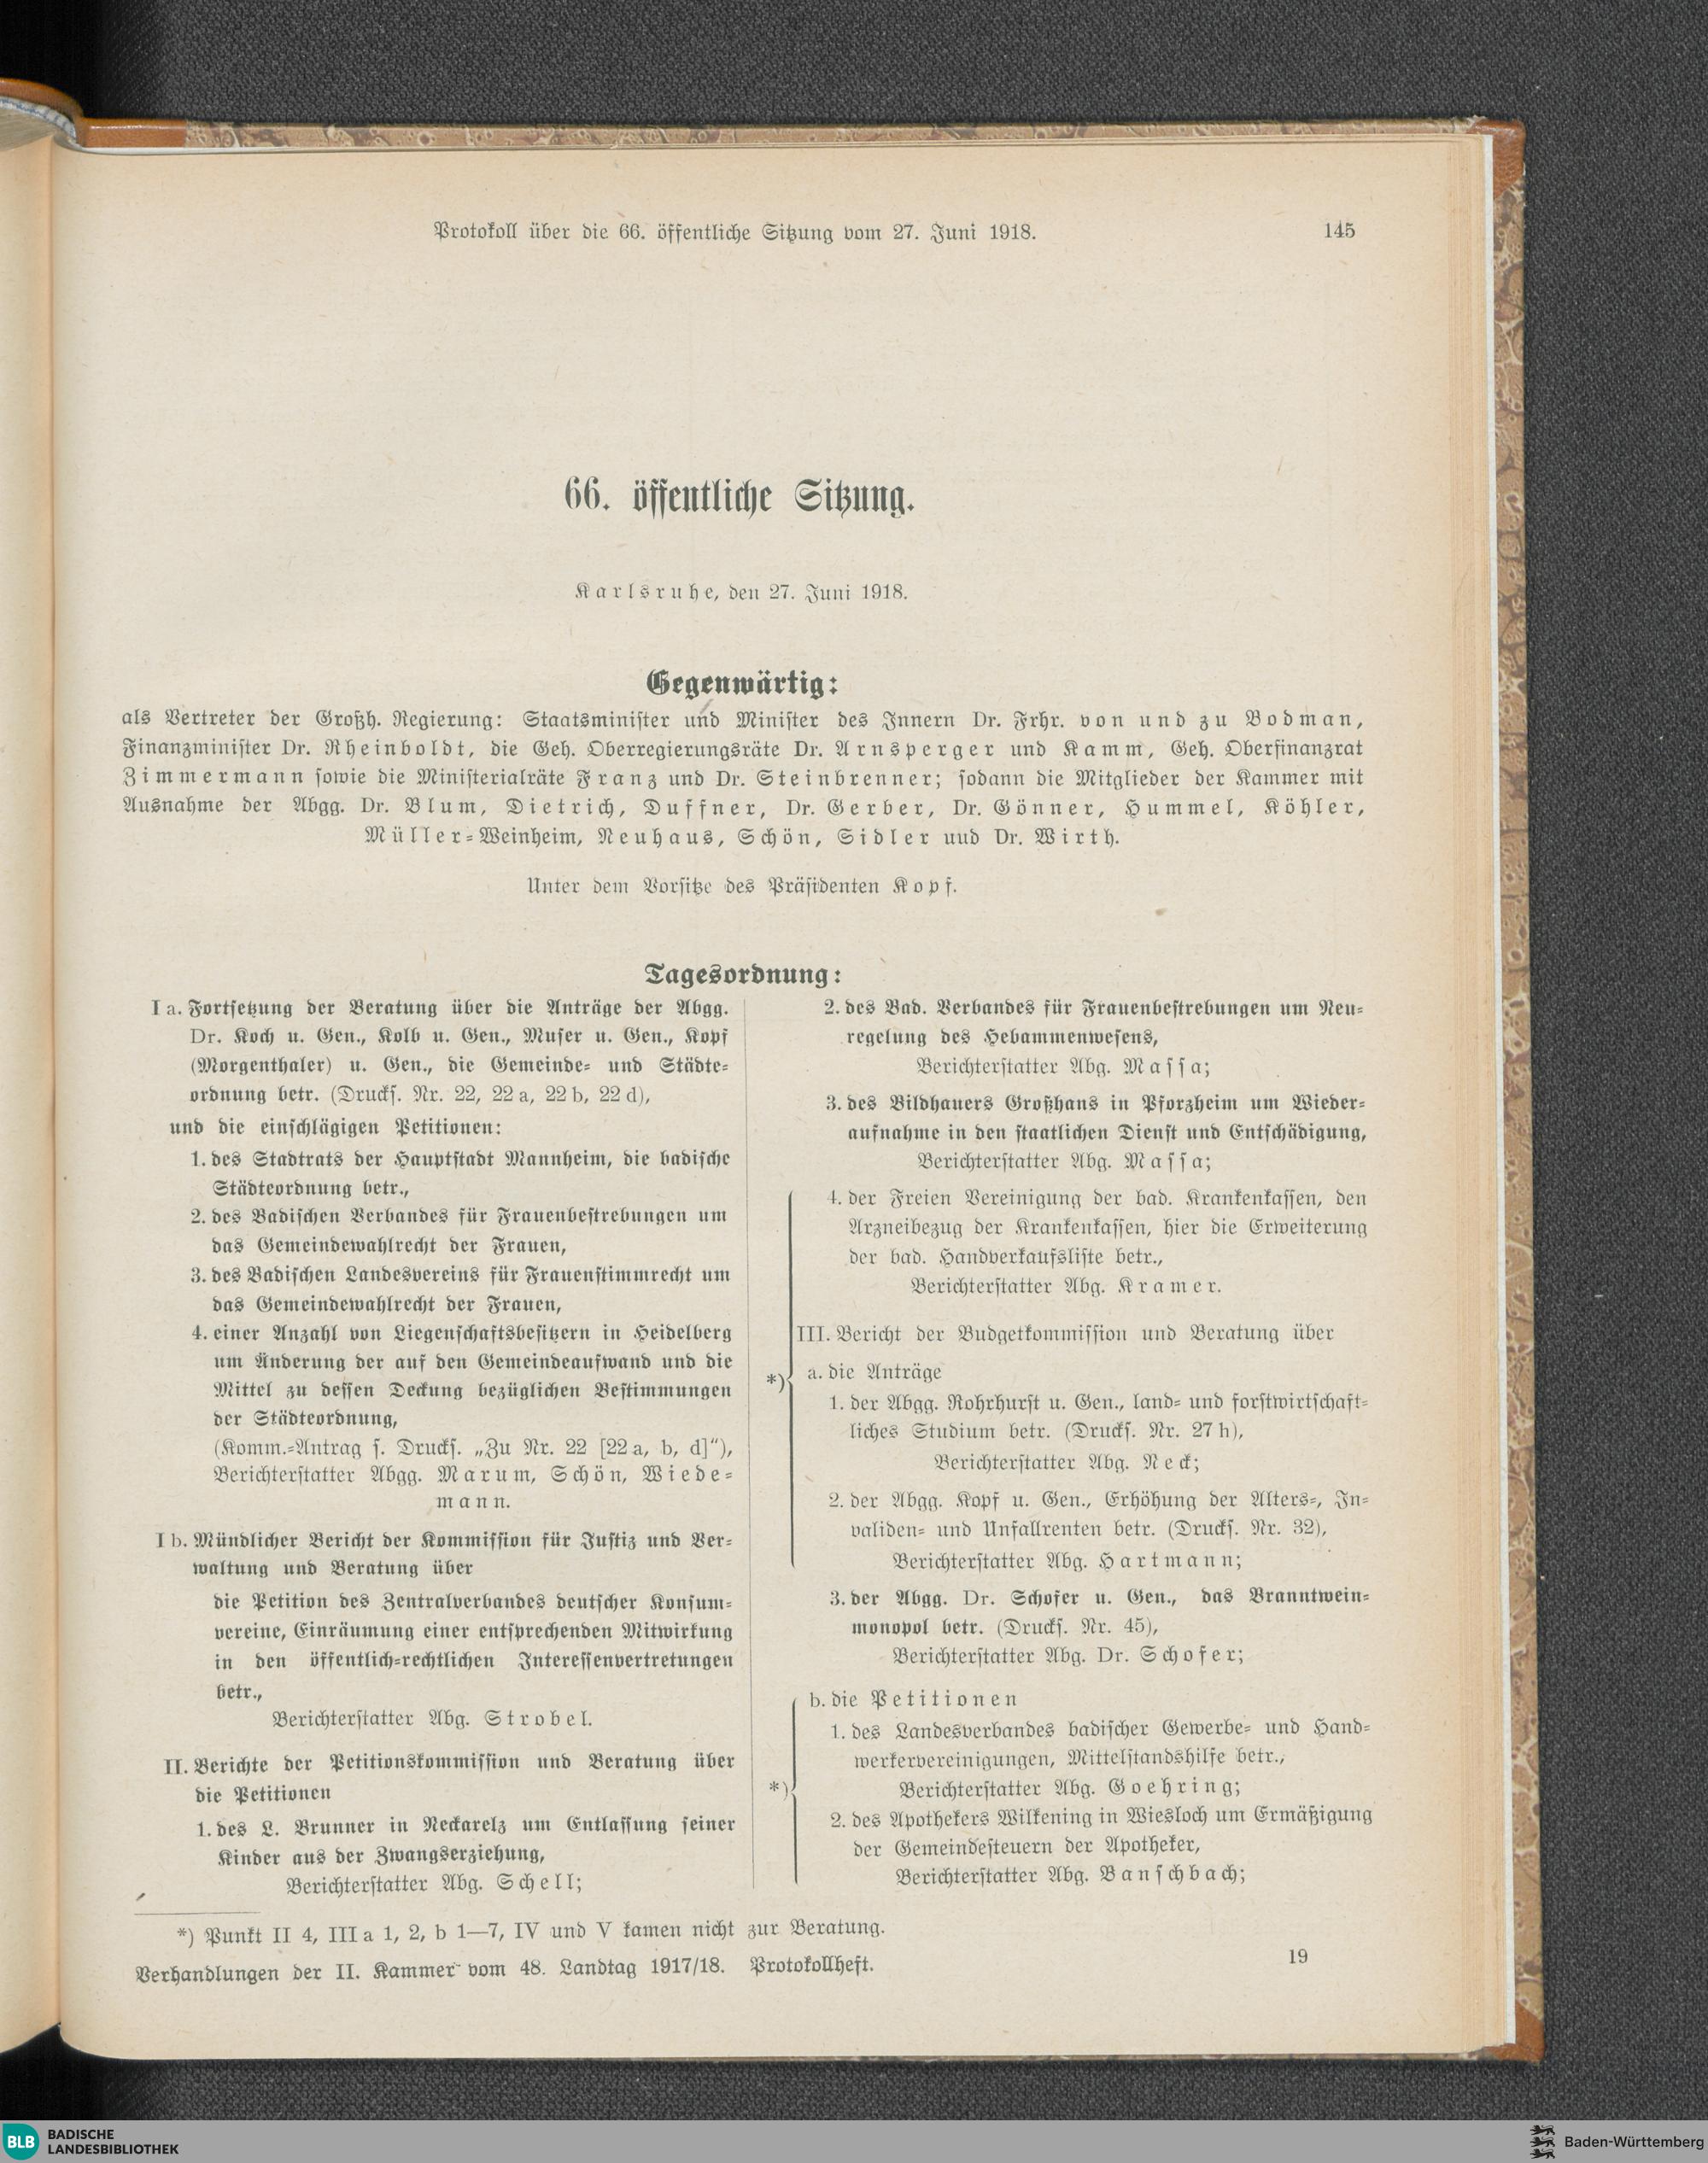 Protokoll über die 66. öffentliche Sitzung vom 27. Juni 1918.
145
66. öffentliche Sitzung.
Karlsruhe, den 27. Juni 1918.
Gegenwärtig:
als Vertreter der Großh. Regierung: Staatsminister und Minister des Innern Dr. Frhr. von und zu Bodman,
Finanzminister Dr. Rheinboldt, die Geh. Oberregierungsräte Dr. Arnsperger und Kamm, Geh. Oberfinanzrat
Zimmermann sowie die Ministerialräte Franz und Dr. Steinbrenner; sodann die Mitglieder der Kammer mit
Ausnahme der Abgg. Dr. Blum, Dietrich, Duffner, Dr. Gerber, Dr. Gönner, Hummel, Köhler,
Müller-Weinheim, Neuhaus, Schön, Sidler uud Dr. Wirth.
Unter dem Vorsitze des Präsidenten Kopf.
Tagesordnung:
I a. Fortsetzung der Beratung über die Anträge der Abgg.
Dr. Koch u. Gen., Kolb u. Gen., Muser u. Gen., Kopf
(Morgenthaler) u. Gen., die Gemeinde- und Städte-
ordnung betr. (Drucks. Nr. 22, 22 a, 22 b, 22 d),
und die einschlägigen Petitionen:
1. des Stadtrats der Hauptstadt Mannheim, die badische
Städteordnung betr.,
2. des Badischen Verbandes für Frauenbestrebungen um
das Gemeindewahlrecht der Frauen,
3. des Badischen Landesvereins für Frauenstimmrecht um
das Gemeindewahlrecht der Frauen,
4. einer Anzahl von Liegenschaftsbesitzern in Heidelberg
um Änderung der auf den Gemeindeaufwand und die
Mittel zu dessen Deckung bezüglichen Bestimmungen
der Städteordnung,
(Komm.-Antrag s. Drucks. „Zu Nr. 22 [22 a, b, d]“),
Berichterstatter Abgg. Marum, Schön, Wiede-
mann.
I b. Mündlicher Bericht der Kommission für Justiz und Ver-
waltung und Beratung über
die Petition des Zentralverbandes deutscher Konsum-
vereine, Einräumung einer entsprechenden Mitwirkung
in den öffentlich-rechtlichen Interessenvertretungen
betr.,
Berichterstatter Abg. Strobel.
II. Berichte der Petitionskommission und Beratung über
die Petitionen
1. des L. Brunner in Neckarelz um Entlassung seiner
Kinder aus der Zwangserziehung,
Berichterstatter Abg. Schell;
2. des Bad. Verbandes für Frauenbestrebungen um Neu-
regelung des Hebammenwesens,
Berichterstatter Abg. Massa;
3. des Bildhauers Großhans in Pforzheim um Wieder-
aufnahme in den staatlichen Dienst und Entschädigung,
Berichterstatter Abg. Massa;
4. der Freien Vereinigung der bad. Krankenkassen, den
Arzneibezug der Krankenkassen, hier die Erweiterung
der bad. Handverkaufsliste betr.,
Berichterstatter Abg. Kramer.
III. Bericht der Budgetkommission und Beratung über
*) a. die Anträge
1. der Abgg. Rohrhurst u. Gen., land- und forstwirtschaft-
liches Studium betr. (Drucks. Nr. 27 h),
Berichterstatter Abg. Neck;
2. der Abgg. Kopf u. Gen., Erhöhung der Alters-, In-
validen- und Unfallrenten betr. (Drucks. Nr. 32),
Berichterstatter Abg. Hartmann;
3. der Abgg. Dr. Schofer u. Gen., das Branntwein-
monopol betr. (Drucks. Nr. 45),
Berichterstatter Abg. Dr. Schofer;
b. die Petitionen
1. des Landesverbandes badischer Gewerbe- und Hand-
werkervereinigungen, Mittelstandshilfe betr.,
*) Berichterstatter Abg. Goehring;
2. des Apothekers Wilkening in Wiesloch um Ermäßigung
der Gemeindesteuern der Apotheker,
Berichterstatter Abg. Banschbach;
*) Punkt II 4, III a 1, 2, b 1—7, IV und V kamen nicht zur Beratung.
Verhandlungen der II. Kammer vom 48. Landtag 1917/18. Protokollheft.
19
BLB
BADISCHE
LANDESBIBLIOTHEK
Baden-Württemberg